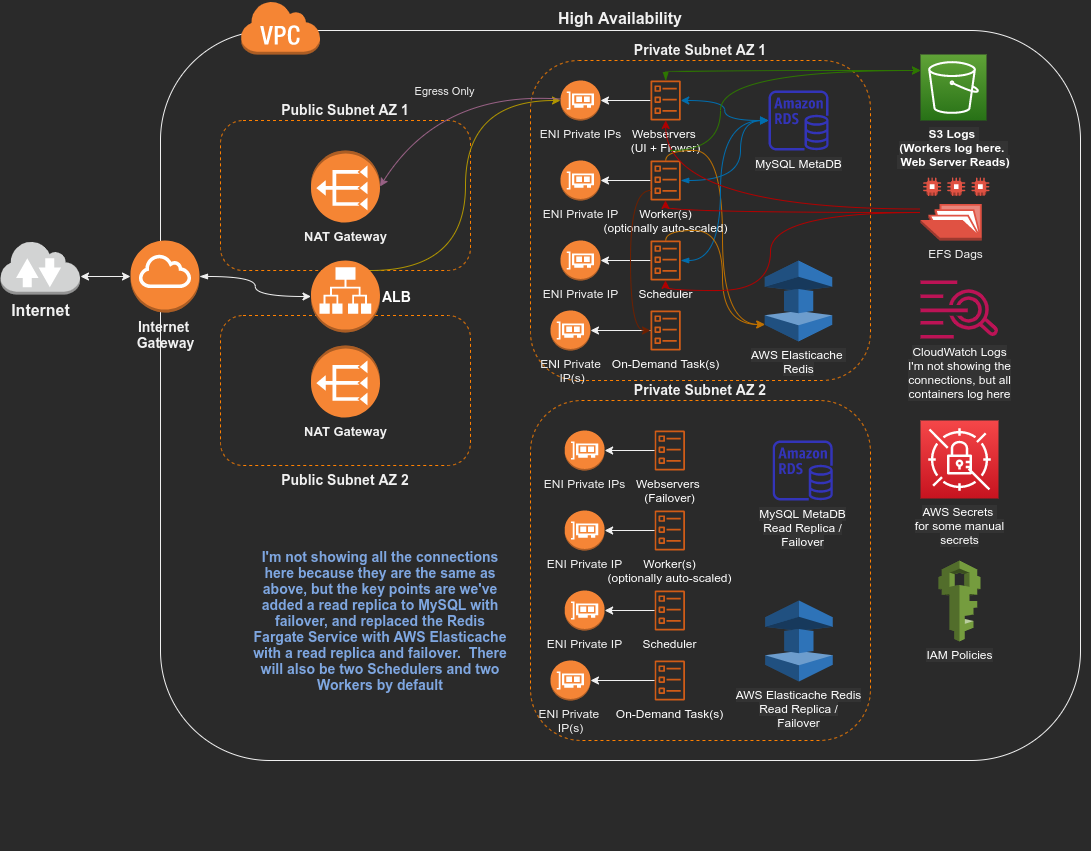 High Availability
VPC
Private Subnet AZ 1
Public Subnet AZ 1
Egress Only
NAT Gateway
Internet
Internet
Gateway
ALB
NAT Gateway
Public Subnet AZ 2
ENI Private IPs
Webservers
(UI + Flower)
Amazon
RDS
MySQL MetaDB
ENI Private IP
Worker(s)
(optionally auto-scaled)
ENI Private IP
Scheduler
ENI Private
IP(s)
On-Demand Task(s)
AWS Elasticache
Redis
S3 Logs
(Workers log here.
Web Server Reads)
EFS Dags
CloudWatch Logs
I'm not showing the
connections, but all
containers log here
AWS Secrets
for some manual
secrets
IAM Policies
Private Subnet AZ 2
ENI Private IPs
Webservers
(Failover)
Amazon
RDS
MySQL MetaDB
Read Replica /
Failover
ENI Private IP
Worker(s)
(optionally auto-scaled)
ENI Private IP
Scheduler
ENI Private
IP(s)
On-Demand Task(s)
AWS Elasticache Redis
Read Replica /
Failover
I'm not showing all the connections
here because they are the same as
above, but the key points are we've
added a read replica to MySQL with
failover, and replaced the Redis
Fargate Service with AWS Elasticache
with a read replica and failover. There
will also be two Schedulers and two
Workers by default